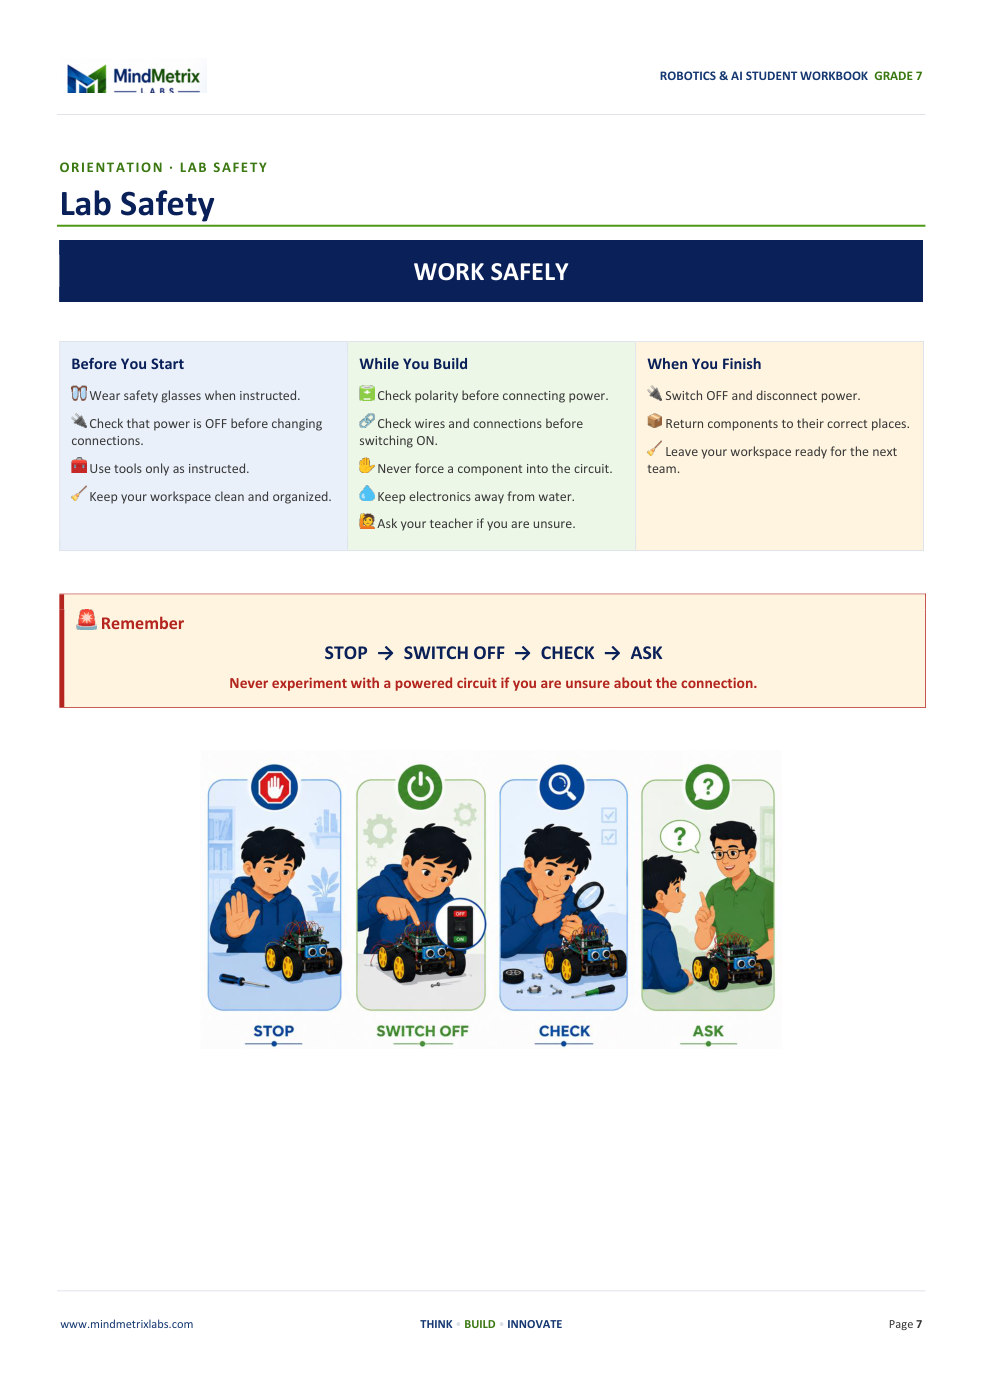 MindMetrix
LABS
ROBOTICS & AI STUDENT WORKBOOK GRADE 7
ORIENTATION · LAB SAFETY
Lab Safety
WORK SAFELY
Before You Start
Wear safety glasses when instructed.
Check that power is OFF before changing
connections.
Use tools only as instructed.
Keep your workspace clean and organized.
While You Build
Check polarity before connecting power.
Check wires and connections before
switching ON.
Never force a component into the circuit.
Keep electronics away from water.
Ask your teacher if you are unsure.
When You Finish
Switch OFF and disconnect power.
Return components to their correct places.
Leave your workspace ready for the next
team.
Remember
STOP → SWITCH OFF → CHECK → ASK
Never experiment with a powered circuit if you are unsure about the connection.
?
?
OFF
ON
STOP
SWITCH OFF
CHECK
ASK
www.mindmetrixlabs.com
THINK • BUILD • INNOVATE
Page 7